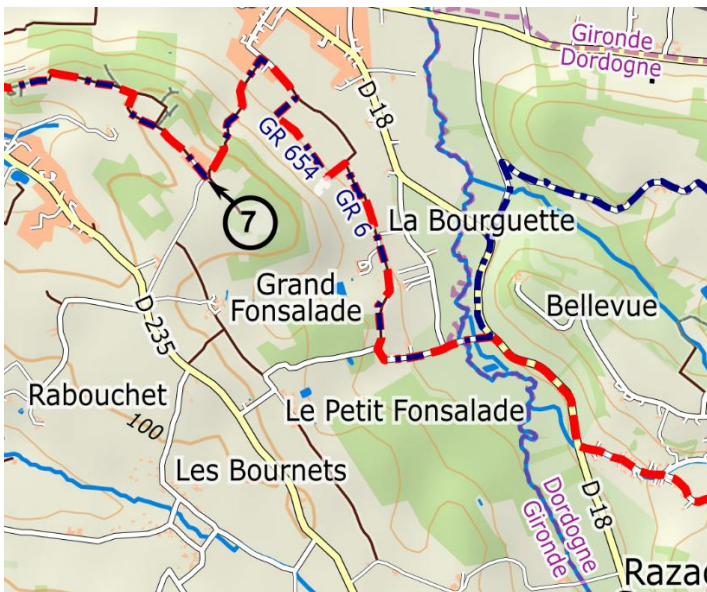 Gironde
Dordogne
D 18
GR 654
GR 6
7
La Bourguette
Grand
Fonsalade
Bellevue
D 235
Rabouchet
100
Le Petit Fonsalade
Les Bournets
Dordogne
Gironde
D 18